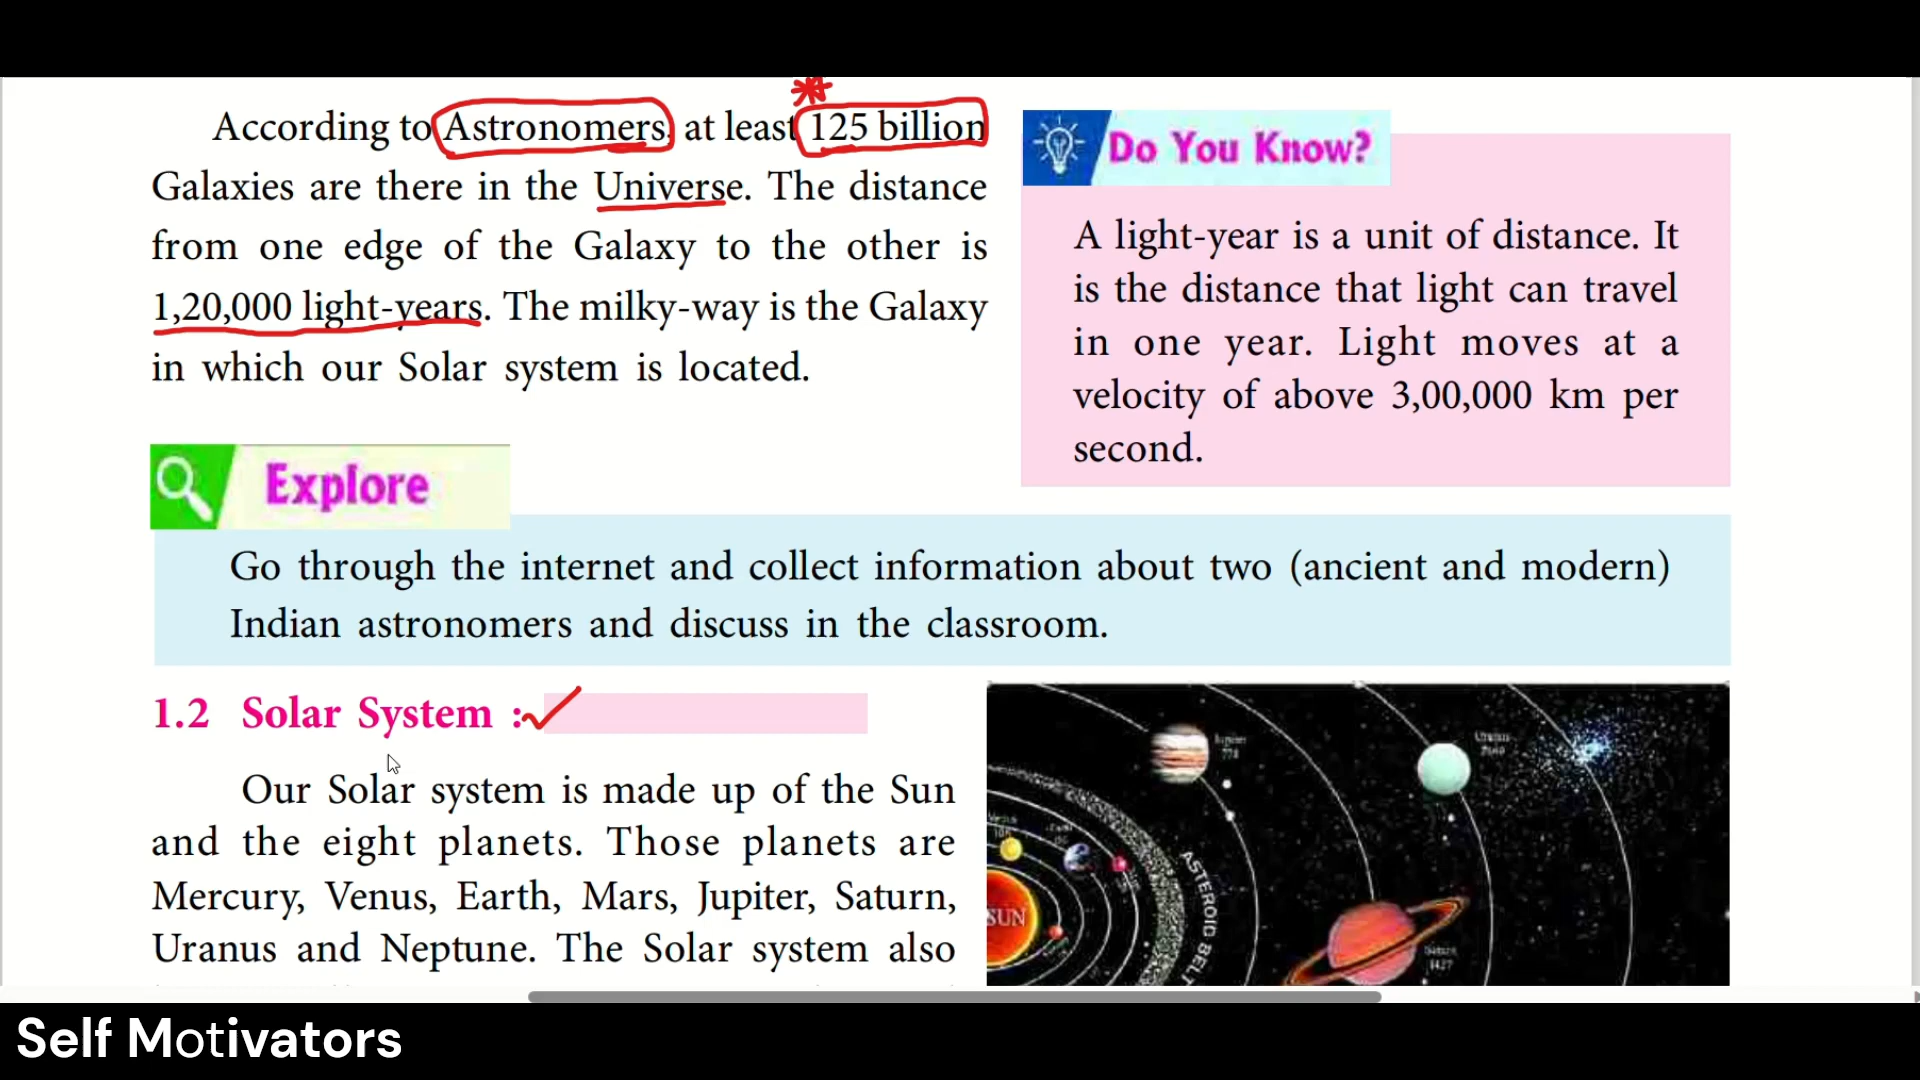 According to Astronomers, at least 125 billion
Galaxies are there in the Universe. The distance
from one edge of the Galaxy to the other is
1,20,000 light-years. The milky-way is the Galaxy
in which our Solar system is located.
Do You Know?
A light-year is a unit of distance. It
is the distance that light can travel
in one year. Light moves at a
velocity of above 3,00,000 km per
second.
Explore
Go through the internet and collect information about two (ancient and modern)
Indian astronomers and discuss in the classroom.
1.2 Solar System :
Our Solar system is made up of the Sun
and the eight planets. Those planets are
Mercury, Venus, Earth, Mars, Jupiter, Saturn,
Uranus and Neptune. The Solar system also
Jupiter
778
Uranus
SUN
ASTEROID BELT
Saturn
1427
Self Motivators